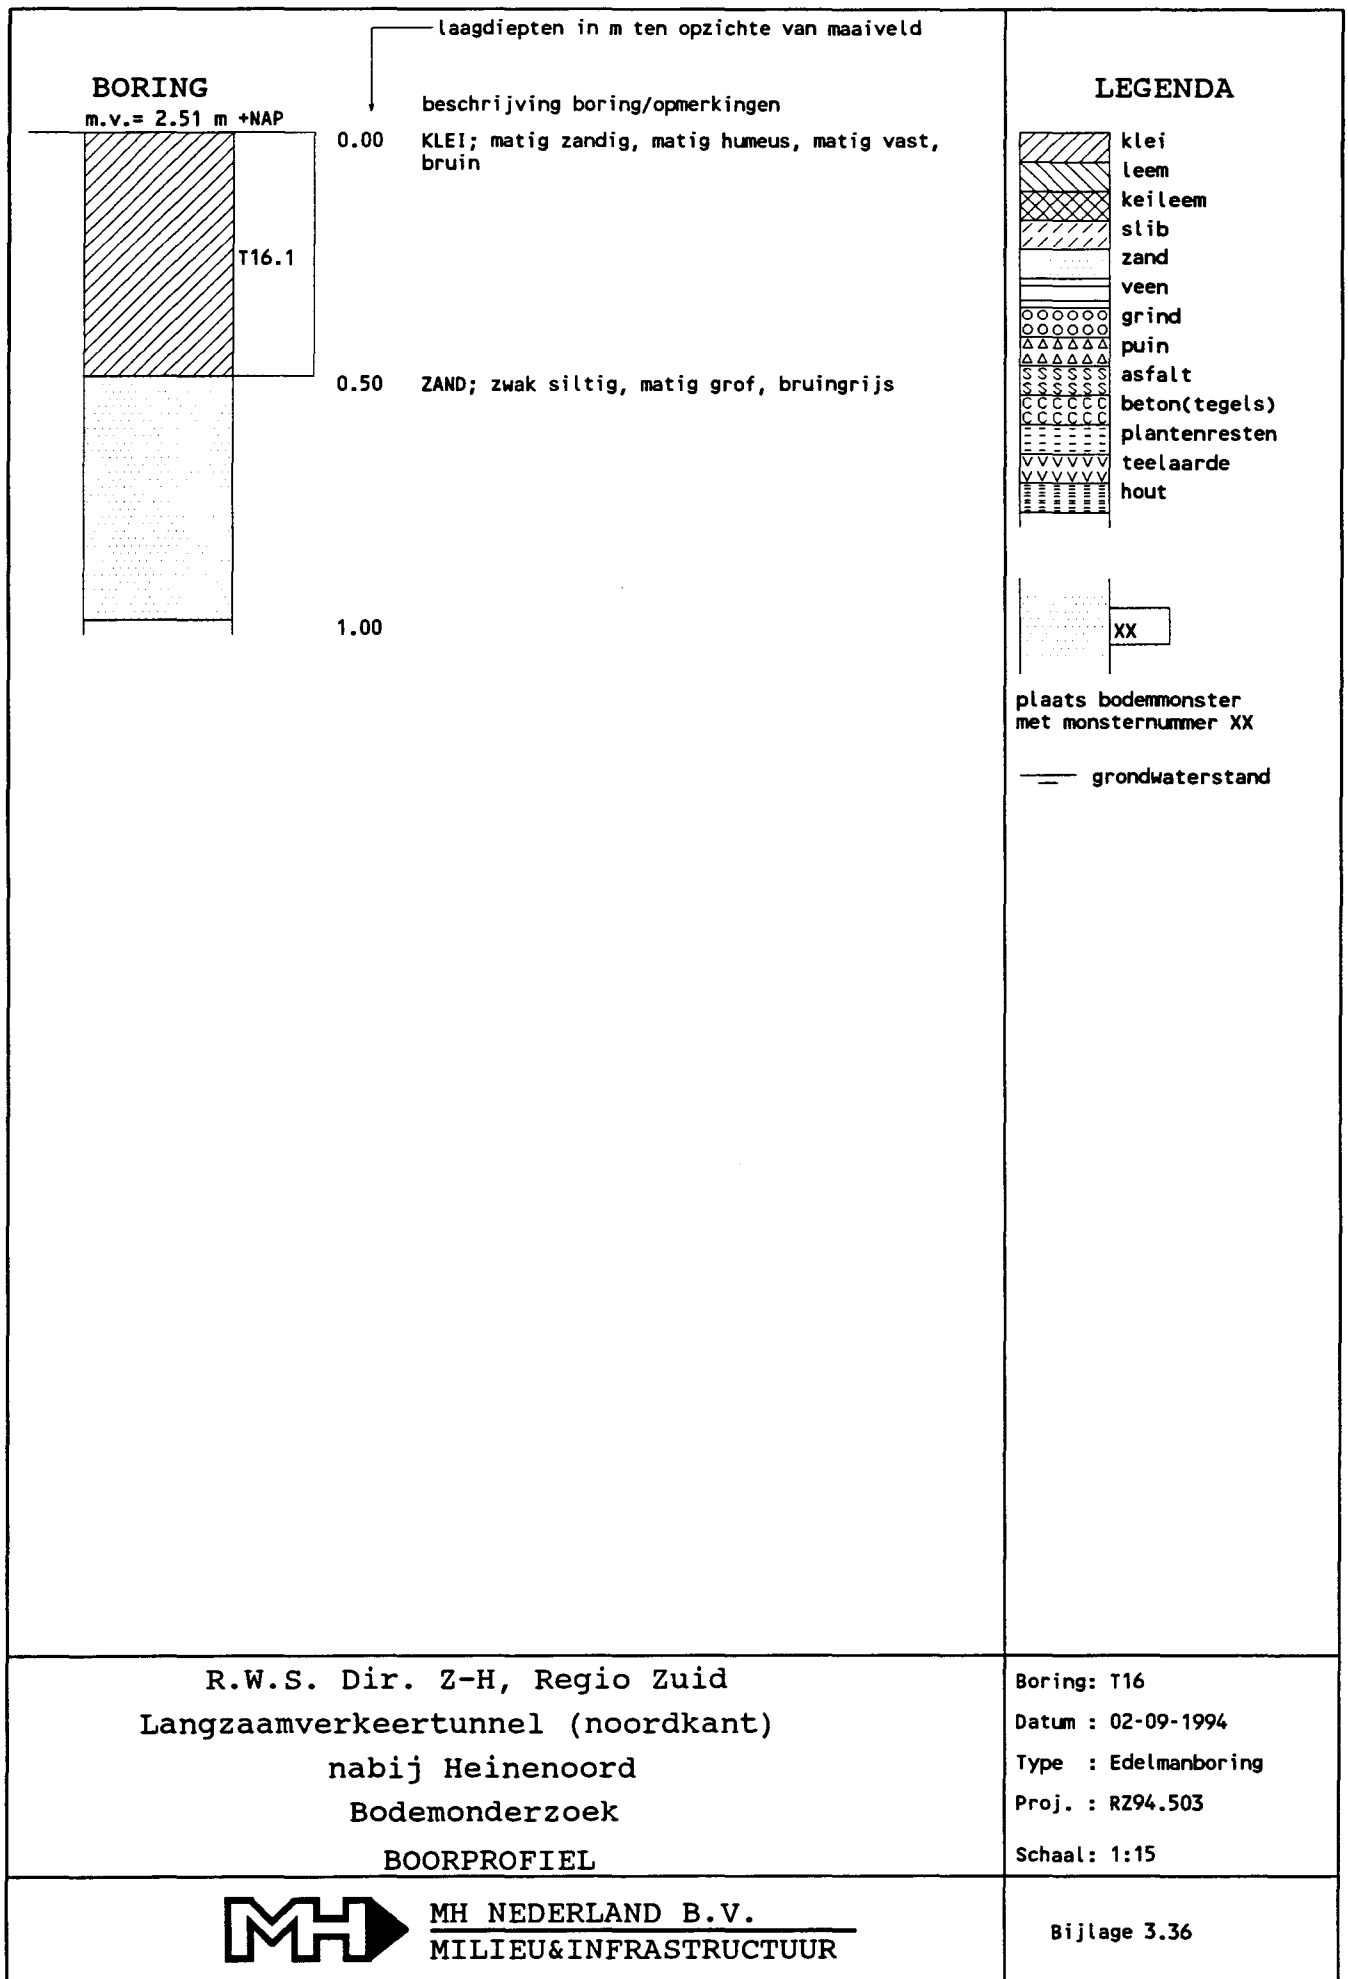 laagdiepten in m ten opzichte van maaiveld
BORING
m.v.= 2.51 m +NAP
beschrijving boring/opmerkingen
0.00 KLEI; matig zandig, matig humeus, matig vast,
bruin
T16.1
0.50 ZAND; zwak siltig, matig grof, bruingrijs
1.00
LEGENDA
klei
leem
keileem
slib
zand
veen
grind
puin
asfalt
beton(tegels)
plantenresten
teelaarde
hout
XX
plaats bodemmonster
met monsternummer XX
grondwaterstand
R.W.S. Dir. Z-H, Regio Zuid
Langzaamverkeertunnel (noordkant)
nabij Heinenoord
Bodemonderzoek
BOORPROFIEL
Boring: T16
Datum : 02-09-1994
Type : Edelmanboring
Proj. : RZ94.503
Schaal: 1:15
MH
MH NEDERLAND B.V.
MILIEU&INFRASTRUCTUUR
Bijlage 3.36